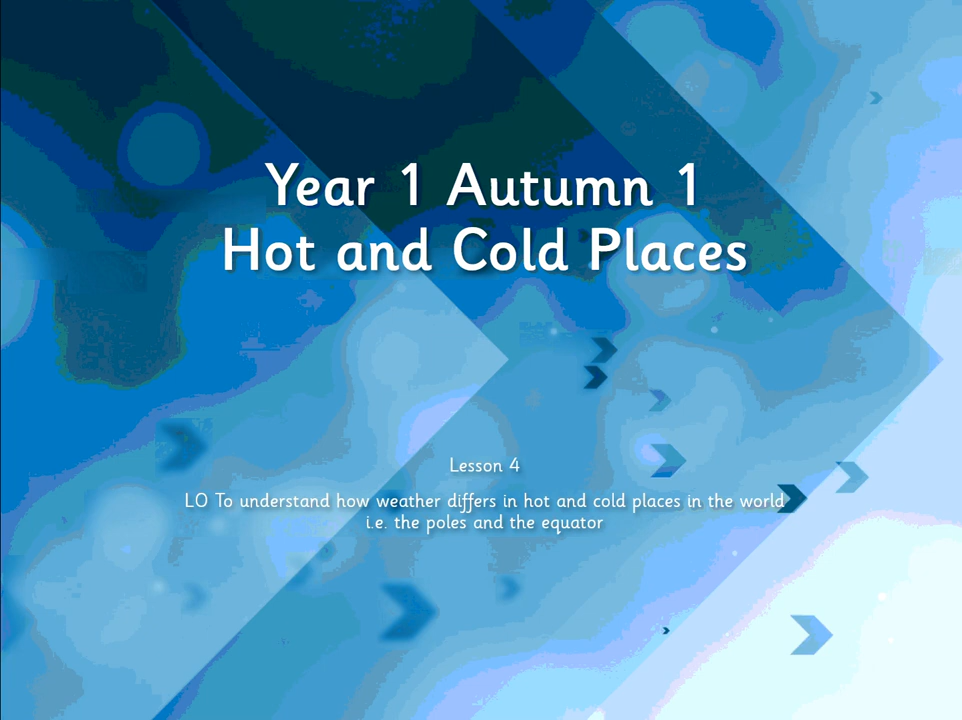 Year 1 Autumn 1
Hot and Cold Places
Lesson 4
LO To understand how weather differs in hot and cold places in the world
i.e. the poles and the equator